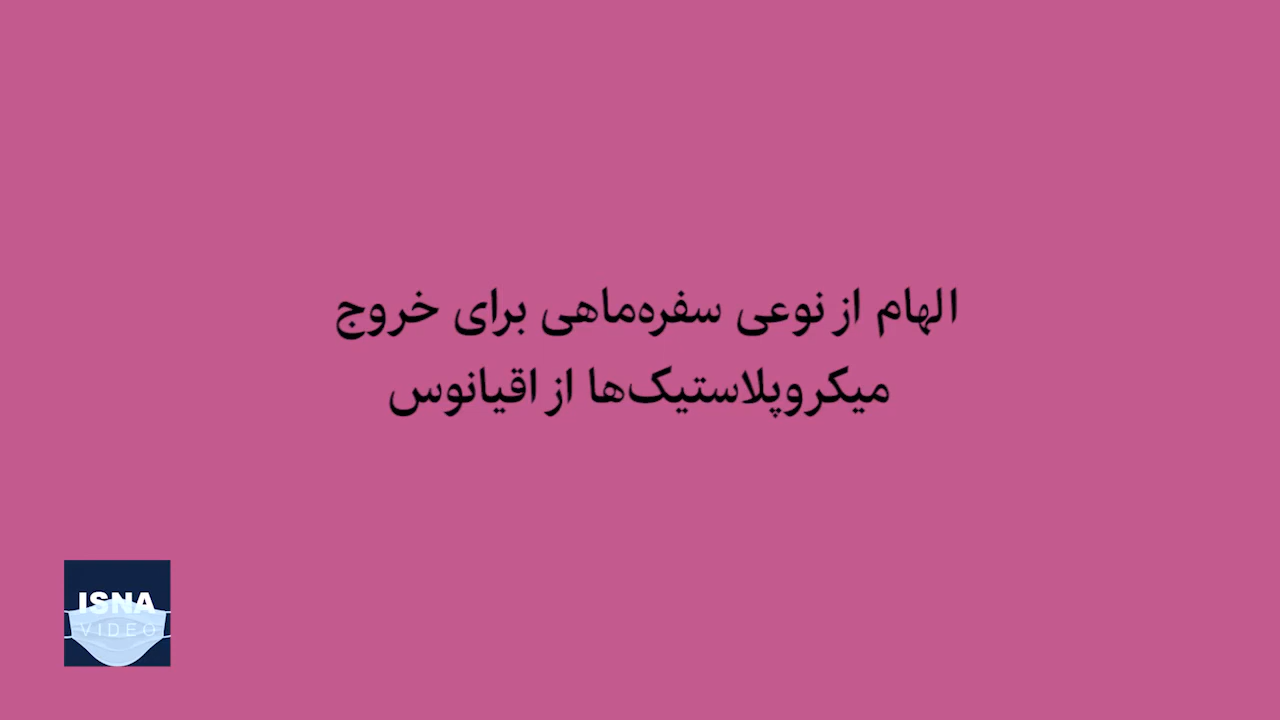 الهام از نوعی سفره‌ماهی برای خروج
میکروپلاستیک‌ها از اقیانوس
ISNA
VIDEO